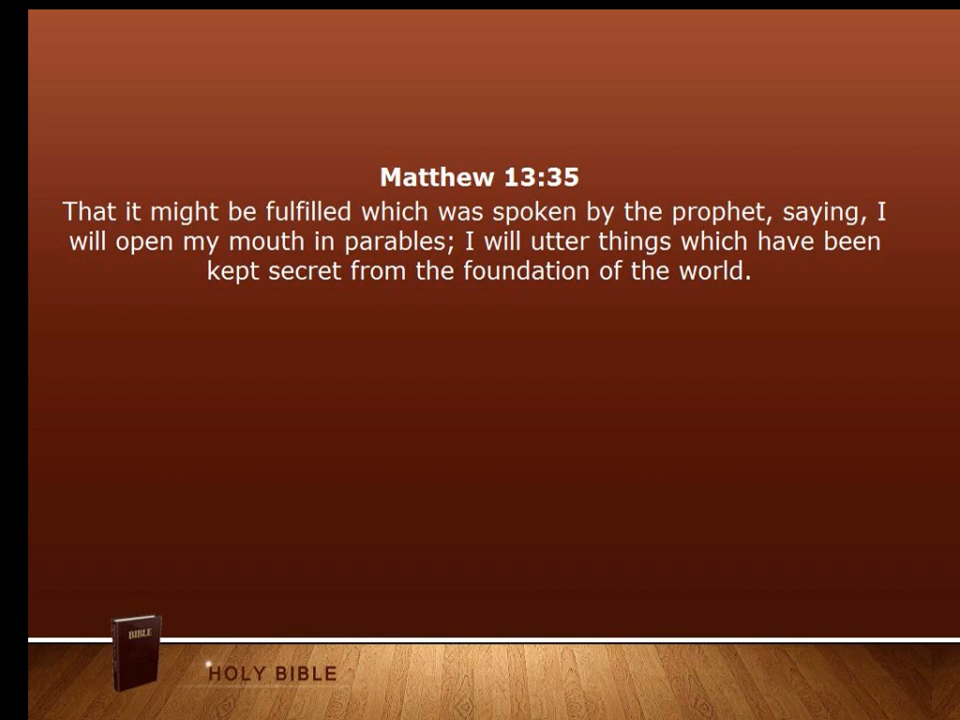 Matthew 13:35
That it might be fulfilled which was spoken by the prophet, saying, I
will open my mouth in parables; I will utter things which have been
kept secret from the foundation of the world.
BIBLE
HOLY BIBLE